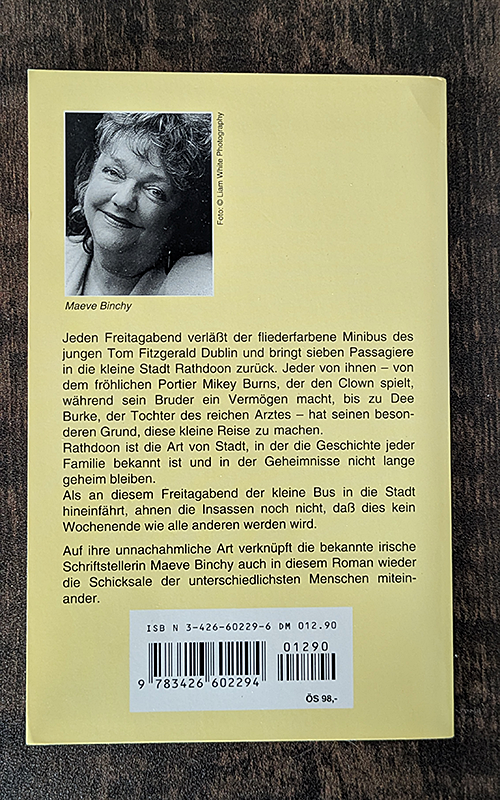 Foto: © Liam White Photography
Maeve Binchy
Jeden Freitagabend verläßt der fliederfarbene Minibus des
jungen Tom Fitzgerald Dublin und bringt sieben Passagiere
in die kleine Stadt Rathdoon zurück. Jeder von ihnen – von
dem fröhlichen Portier Mikey Burns, der den Clown spielt,
während sein Bruder ein Vermögen macht, bis zu Dee
Burke, der Tochter des reichen Arztes – hat seinen beson-
deren Grund, diese kleine Reise zu machen.
Rathdoon ist die Art von Stadt, in der die Geschichte jeder
Familie bekannt ist und in der Geheimnisse nicht lange
geheim bleiben.
Als an diesem Freitagabend der kleine Bus in die Stadt
hineinfährt, ahnen die Insassen noch nicht, daß dies kein
Wochenende wie alle anderen werden wird.
Auf ihre unnachahmliche Art verknüpft die bekannte irische
Schriftstellerin Maeve Binchy auch in diesem Roman wieder
die Schicksale der unterschiedlichsten Menschen mitein-
ander.
ISB N 3-426-60229-6 DM 012.90
01290
9 783426 602294
ÖS 98,-